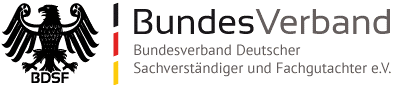 BDSF
BundesVerband
Bundesverband Deutscher
Sachverständiger und Fachgutachter e.V.